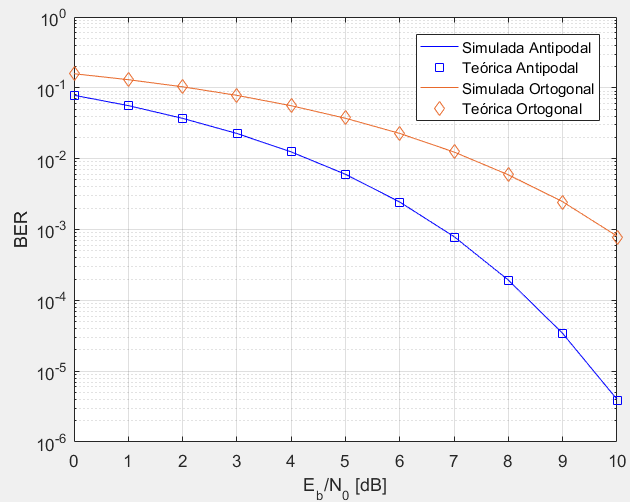 10^0
10^-1
10^-2
10^-3
10^-4
10^-5
10^-6
BER
Simulada Antipodal
Teórica Antipodal
Simulada Ortogonal
Teórica Ortogonal
0 1 2 3 4 5 6 7 8 9 10
E_b/N_0 [dB]